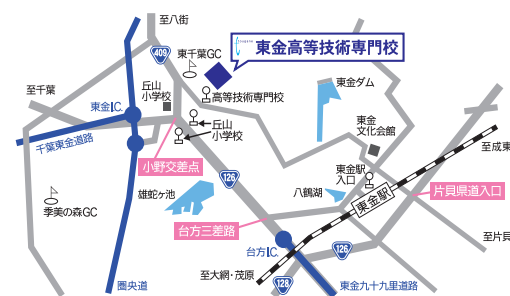 至八街
409
東千葉GC
東金高等技術専門校
至千葉
丘山
小学校
高等技術専門校
東金ダム
東金I.C.
丘山
小学校
東金
文化会館
千葉東金道路
至成東
小野交差点
東金駅
入口
126
八鶴湖
片貝県道入口
雄蛇ケ池
季美の森GC
東金駅
台方三差路
至片貝
台方I.C.
126
至大網・茂原
圏央道
128
東金九十九里道路